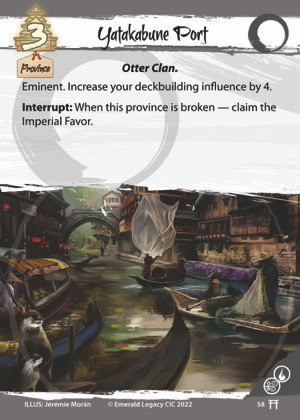 3
Yatakabune Port
Province
Otter Clan.
Eminent. Increase your deckbuilding influence by 4.
Interrupt: When this province is broken — claim the
Imperial Favor.
ILLUS: Jérémie Morán © Emerald Legacy CIC 2022 58